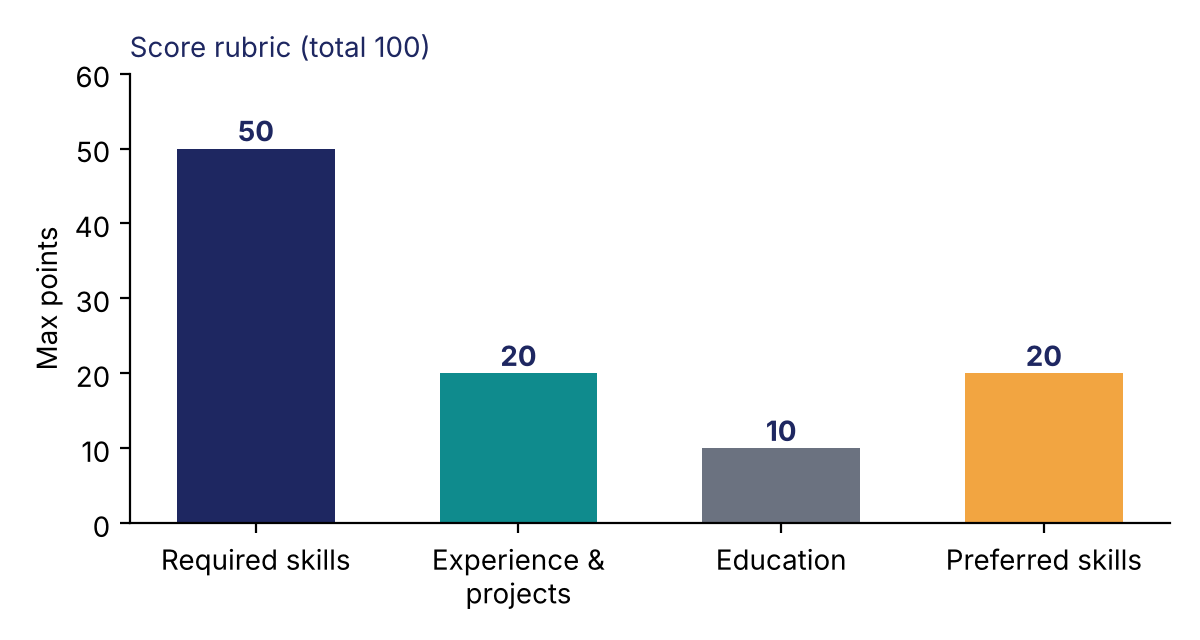 Score rubric (total 100)
Max points
60
50
40
30
20
10
0
50
20
10
20
Required skills
Experience &
projects
Education
Preferred skills